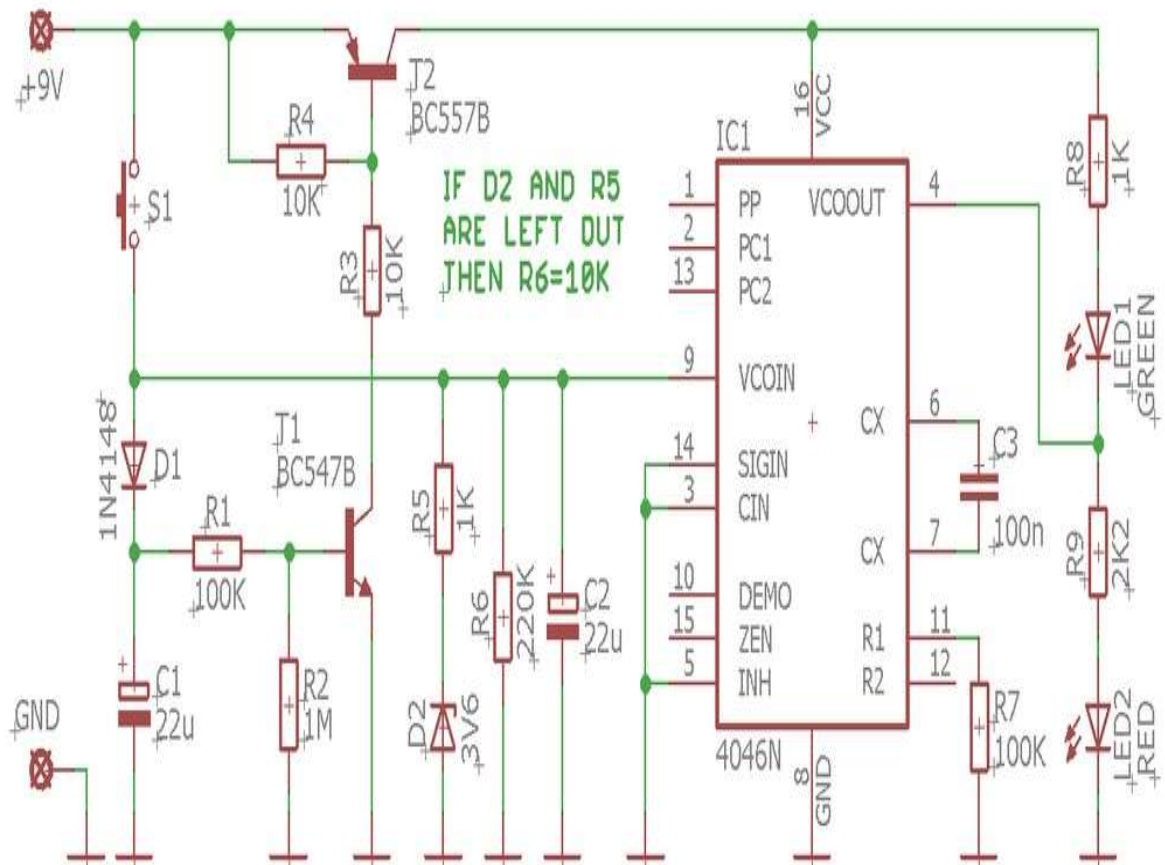 +9V
J2
BC557B
R4
10K
S1
IF D2 AND R5
ARE LEFT OUT
THEN R6=10K
R3
10K
IC1
16
VCC
1
PP
VCOOUT
4
2
PC1
13
PC2
R8
1K
LED1
GREEN
9
VCOIN
CX
6
1N4148
D1
J1
BC547B
R1
100K
R5
1K
14
SIGIN
3
CIN
C3
100n
CX
7
R9
2K2
R6
220K
C2
22u
10
DEMO
15
ZEN
5
INH
R1
11
R2
12
C1
22u
R2
1M
D2
3V6
GND
4046N
8
GND
R7
100K
LED2
RED